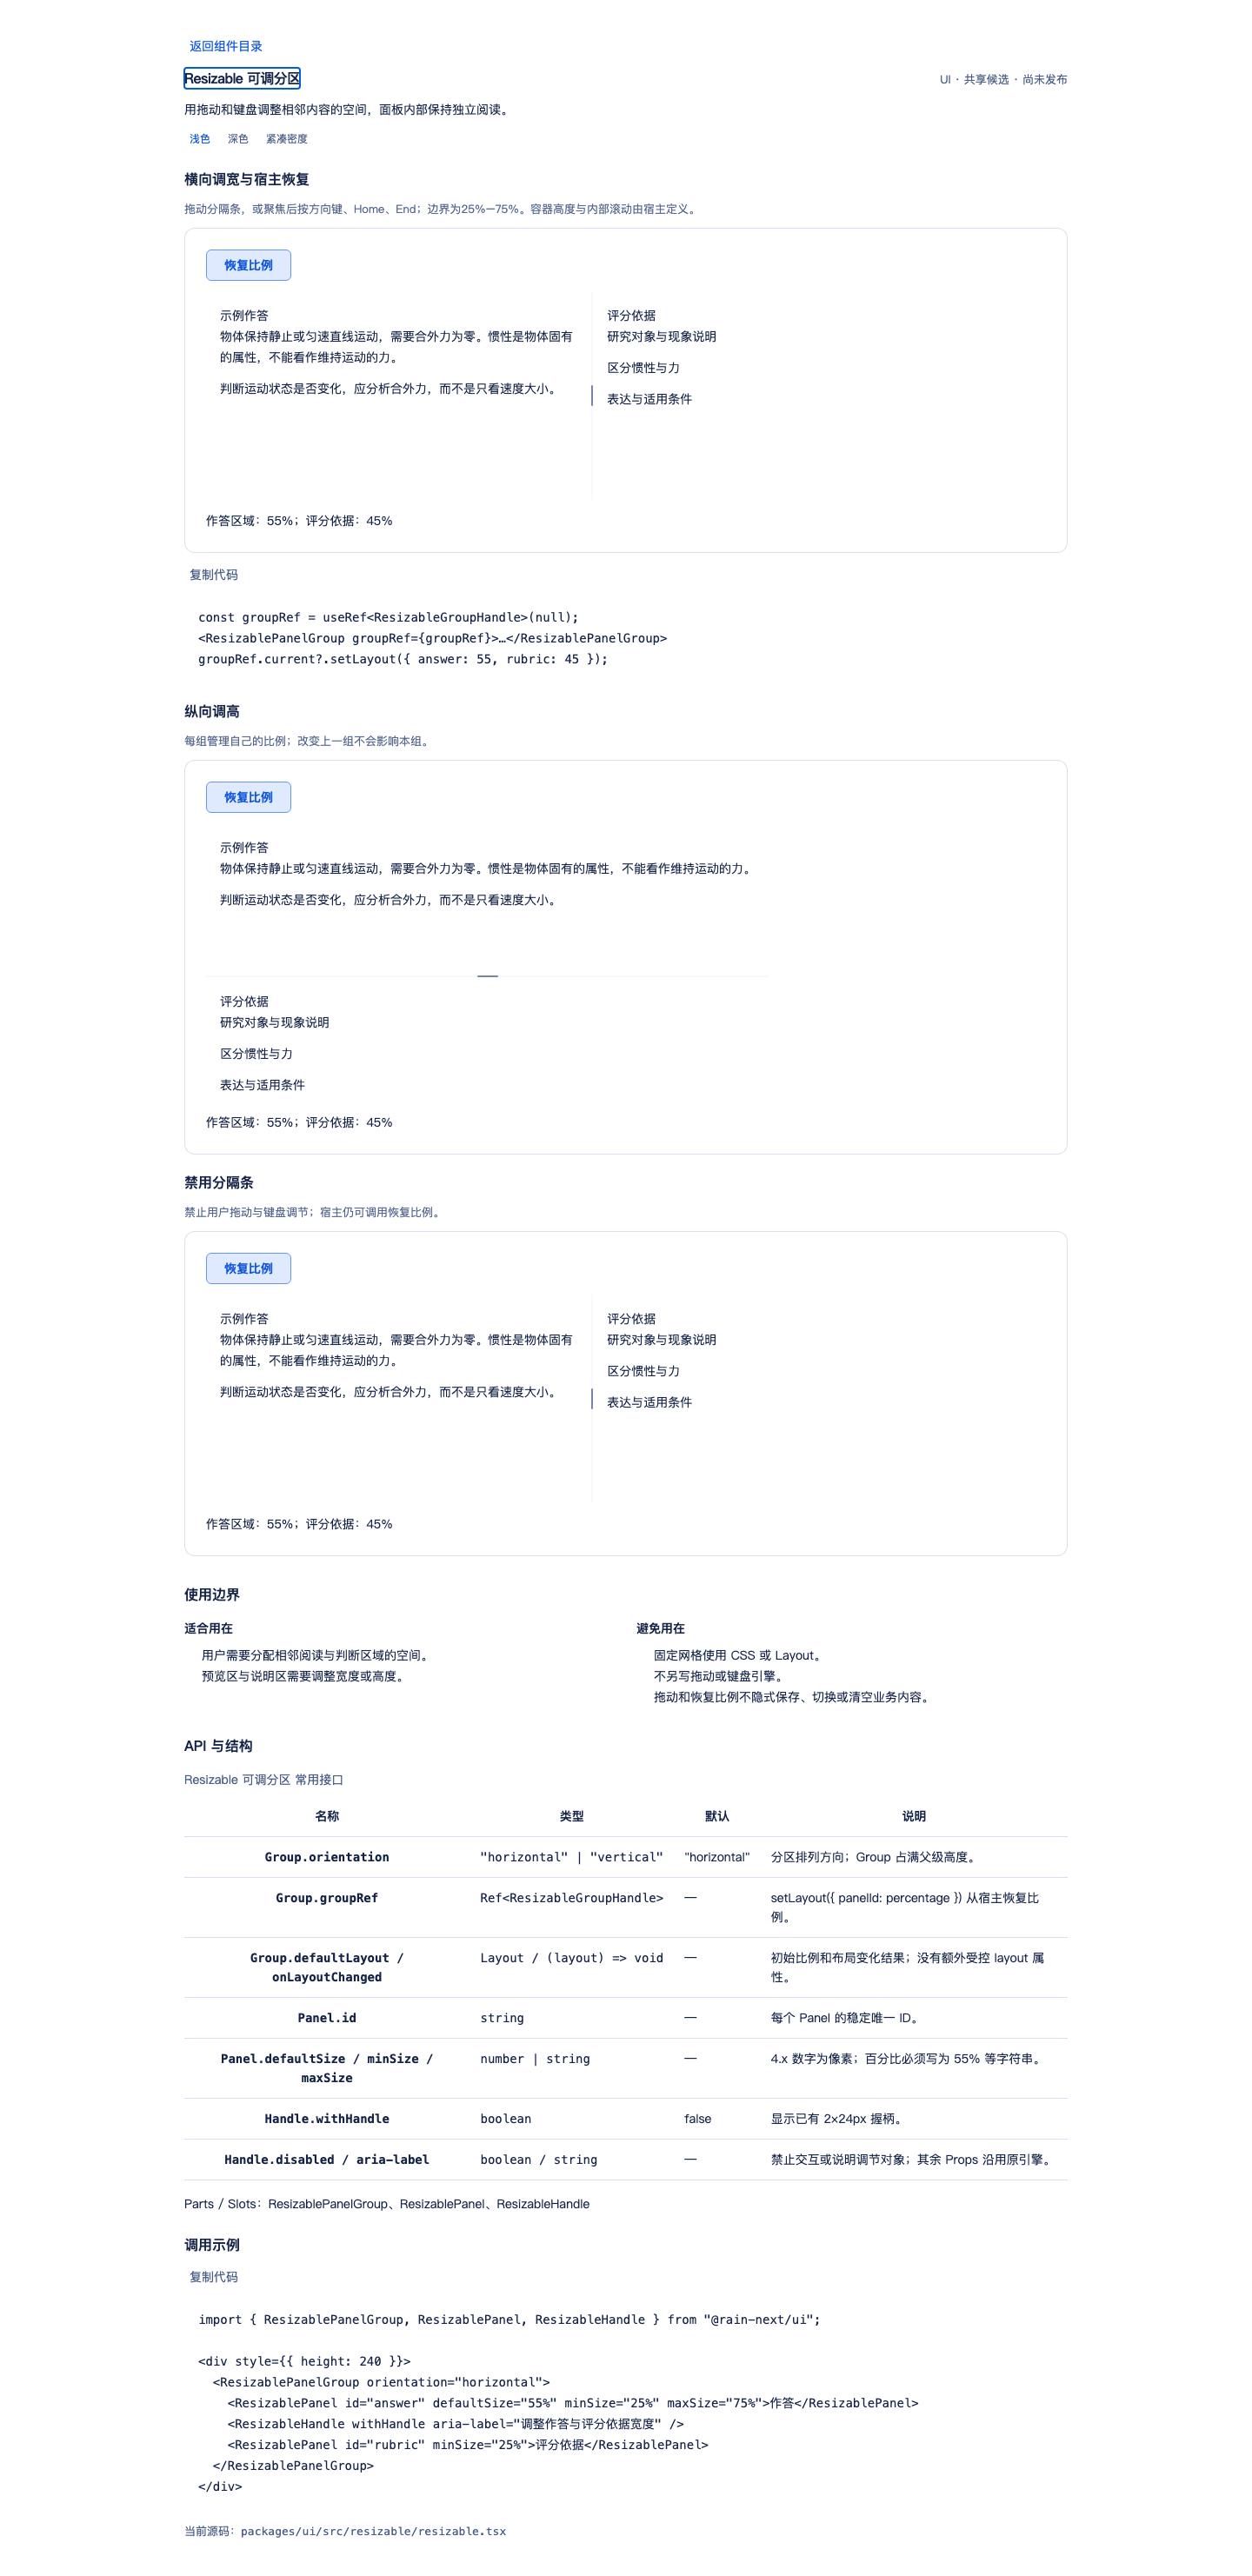 返回组件目录
Resizable 可调分区
UI · 共享候选 · 尚未发布
用拖动和键盘调整相邻内容的空间，面板内部保持独立阅读。
浅色 深色 紧凑密度
横向调宽与宿主恢复
拖动分隔条，或聚焦后按方向键、Home、End；边界为25%—75%。容器高度与内部滚动由宿主定义。
恢复比例
示例作答
物体保持静止或匀速直线运动，需要合外力为零。惯性是物体固有
的属性，不能看作维持运动的力。
判断运动状态是否变化，应分析合外力，而不是只看速度大小。
评分依据
研究对象与现象说明
区分惯性与力
表达与适用条件
作答区域：55%；评分依据：45%
复制代码
const groupRef = useRef<ResizableGroupHandle>(null);
<ResizablePanelGroup groupRef={groupRef}>…</ResizablePanelGroup>
groupRef.current?.setLayout({ answer: 55, rubric: 45 });
纵向调高
每组管理自己的比例；改变上一组不会影响本组。
恢复比例
示例作答
物体保持静止或匀速直线运动，需要合外力为零。惯性是物体固有的属性，不能看作维持运动的力。
判断运动状态是否变化，应分析合外力，而不是只看速度大小。
评分依据
研究对象与现象说明
区分惯性与力
表达与适用条件
作答区域：55%；评分依据：45%
禁用分隔条
禁止用户拖动与键盘调节；宿主仍可调用恢复比例。
恢复比例
示例作答
物体保持静止或匀速直线运动，需要合外力为零。惯性是物体固有
的属性，不能看作维持运动的力。
判断运动状态是否变化，应分析合外力，而不是只看速度大小。
评分依据
研究对象与现象说明
区分惯性与力
表达与适用条件
作答区域：55%；评分依据：45%
使用边界
适合用在
用户需要分配相邻阅读与判断区域的空间。
预览区与说明区需要调整宽度或高度。
避免用在
固定网格使用 CSS 或 Layout。
不另写拖动或键盘引擎。
拖动和恢复比例不隐式保存、切换或清空业务内容。
API 与结构
Resizable 可调分区 常用接口
名称 类型 默认 说明
Group.orientation "horizontal" | "vertical" "horizontal" 分区排列方向；Group 占满父级高度。
Group.groupRef Ref<ResizableGroupHandle> — setLayout({ panelId: percentage }) 从宿主恢复比
例。
Group.defaultLayout / Layout / (layout) => void — 初始比例和布局变化结果；没有额外受控 layout 属
onLayoutChanged 性。
Panel.id string — 每个 Panel 的稳定唯一 ID。
Panel.defaultSize / minSize / number | string — 4.x 数字为像素；百分比必须写为 55% 等字符串。
maxSize
Handle.withHandle boolean false 显示已有 2×24px 握柄。
Handle.disabled / aria-label boolean / string — 禁止交互或说明调节对象；其余 Props 沿用原引擎。
Parts / Slots：ResizablePanelGroup、ResizablePanel、ResizableHandle
调用示例
复制代码
import { ResizablePanelGroup, ResizablePanel, ResizableHandle } from "@rain-next/ui";
<div style={{ height: 240 }}>
<ResizablePanelGroup orientation="horizontal">
<ResizablePanel id="answer" defaultSize="55%" minSize="25%" maxSize="75%">作答</ResizablePanel>
<ResizableHandle withHandle aria-label="调整作答与评分依据宽度" />
<ResizablePanel id="rubric" minSize="25%">评分依据</ResizablePanel>
</ResizablePanelGroup>
</div>
当前源码：packages/ui/src/resizable/resizable.tsx